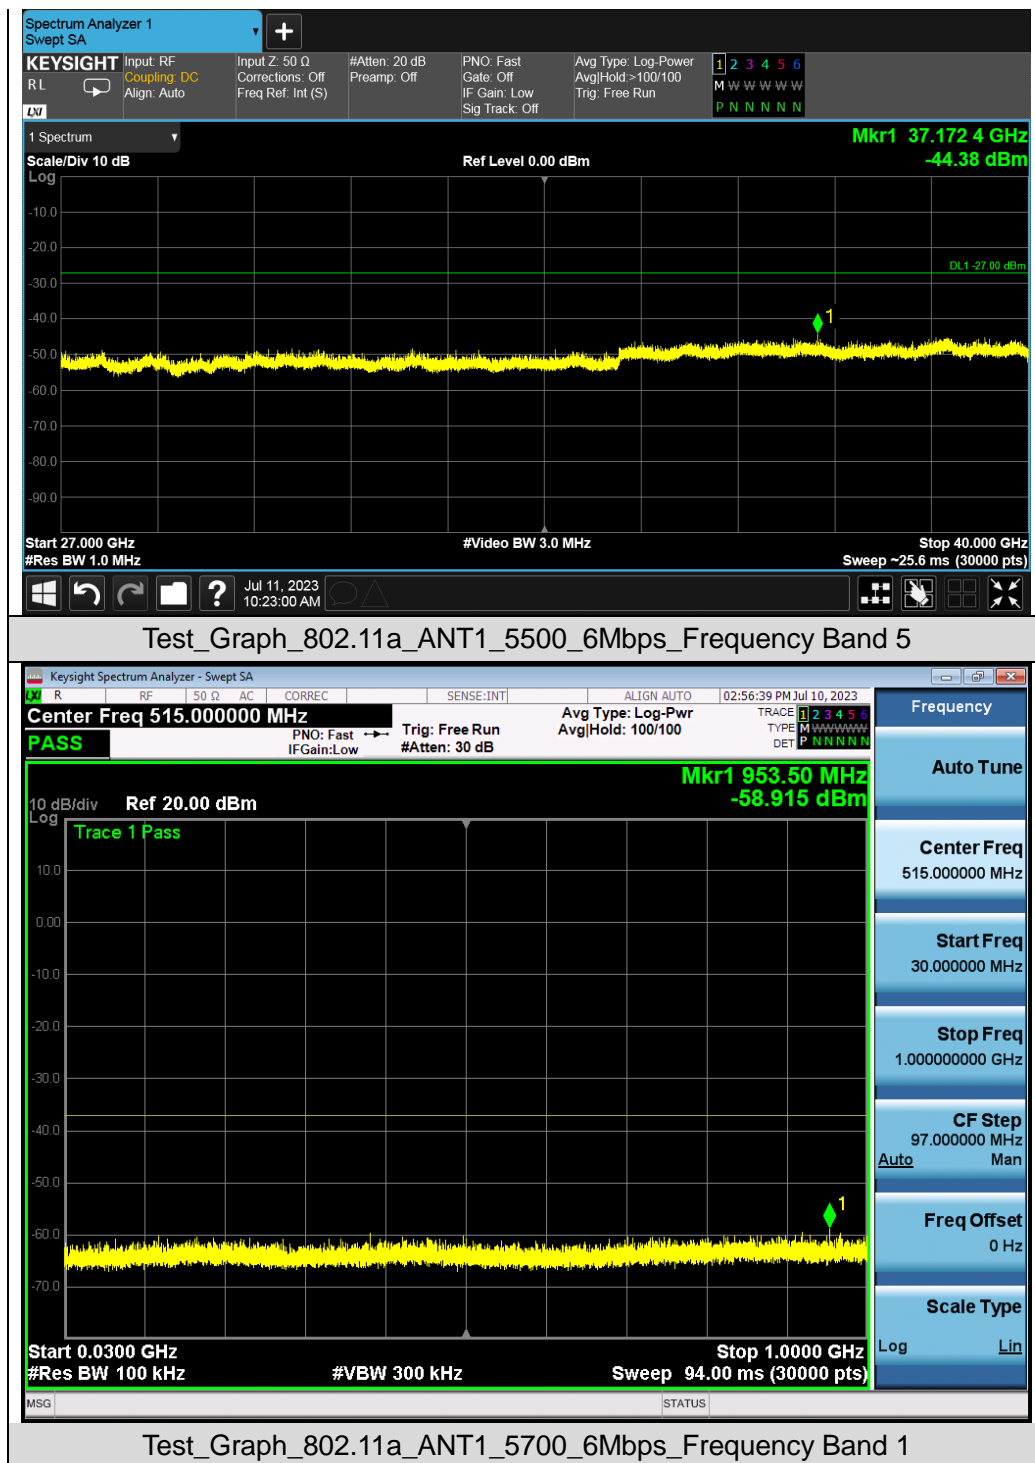 Spectrum Analyzer 1
Swept SA
KEYSIGHT
R L
LXI
Input: RF
Coupling: DC
Align: Auto
Input Z: 50 Ω
Corrections: Off
Freq Ref: Int (S)
#Atten: 20 dB
Preamp: Off
PNO: Fast
Gate: Off
IF Gain: Low
Sig Track: Off
Avg Type: Log-Power
Avg|Hold:>100/100
Trig: Free Run
1 2 3 4 5 6
M W W W W W
P N N N N N
1 Spectrum
Mkr1 37.172 4 GHz
Scale/Div 10 dB
Ref Level 0.00 dBm
-44.38 dBm
Log
-10.0
-20.0
DL1 -27.00 dBm
-30.0
-40.0
1
-50.0
-60.0
-70.0
-80.0
-90.0
Start 27.000 GHz
#Video BW 3.0 MHz
Stop 40.000 GHz
#Res BW 1.0 MHz
Sweep ~25.6 ms (30000 pts)
?
Jul 11, 2023
10:23:00 AM
Test_Graph_802.11a_ANT1_5500_6Mbps_Frequency Band 5
Keysight Spectrum Analyzer - Swept SA
LXI R RF 50 Ω AC CORREC SENSE:INT ALIGN AUTO 02:56:39 PM Jul 10, 2023
Center Freq 515.000000 MHz
PASS
PNO: Fast
IFGain:Low
Trig: Free Run
#Atten: 30 dB
Avg Type: Log-Pwr
Avg|Hold: 100/100
TRACE 1 2 3 4 5 6
TYPE M W W W W W
DET P N N N N N
Mkr1 953.50 MHz
-58.915 dBm
10 dB/div Ref 20.00 dBm
Log
Trace 1 Pass
10.0
0.00
-10.0
-20.0
-30.0
-40.0
-50.0
1
-60.0
-70.0
Start 0.0300 GHz
Stop 1.0000 GHz
#Res BW 100 kHz
#VBW 300 kHz
Sweep 94.00 ms (30000 pts)
MSG
STATUS
Frequency
Auto Tune
Center Freq
515.000000 MHz
Start Freq
30.000000 MHz
Stop Freq
1.000000000 GHz
CF Step
97.000000 MHz
Auto Man
Freq Offset
0 Hz
Scale Type
Log Lin
Test_Graph_802.11a_ANT1_5700_6Mbps_Frequency Band 1